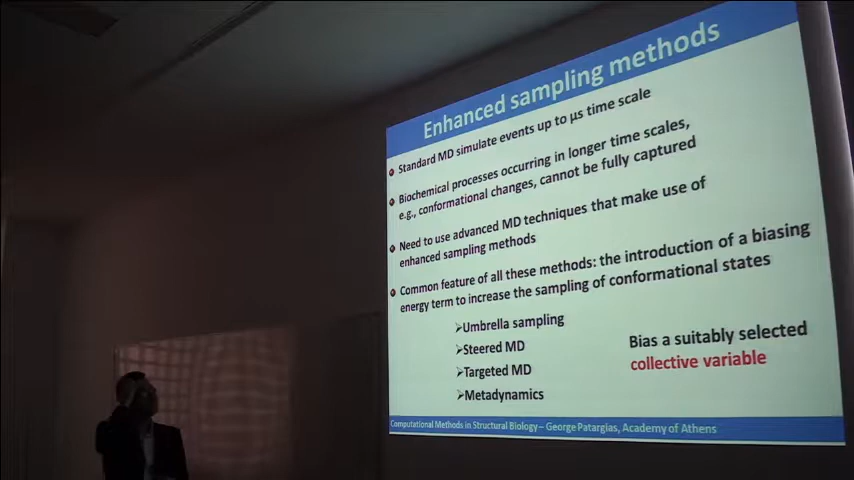 Enhanced sampling methods
Standard MD simulate events up to µs time scale
Biochemical processes occurring in longer time scales,
e.g., conformational changes, cannot be fully captured
Need to use advanced MD techniques that make use of
enhanced sampling methods
Common feature of all these methods: the introduction of a biasing
energy term to increase the sampling of conformational states
Umbrella sampling
Steered MD
Targeted MD
Metadynamics
Bias a suitably selected
collective variable
Computational Methods in Structural Biology – George Patargias, Academy of Athens